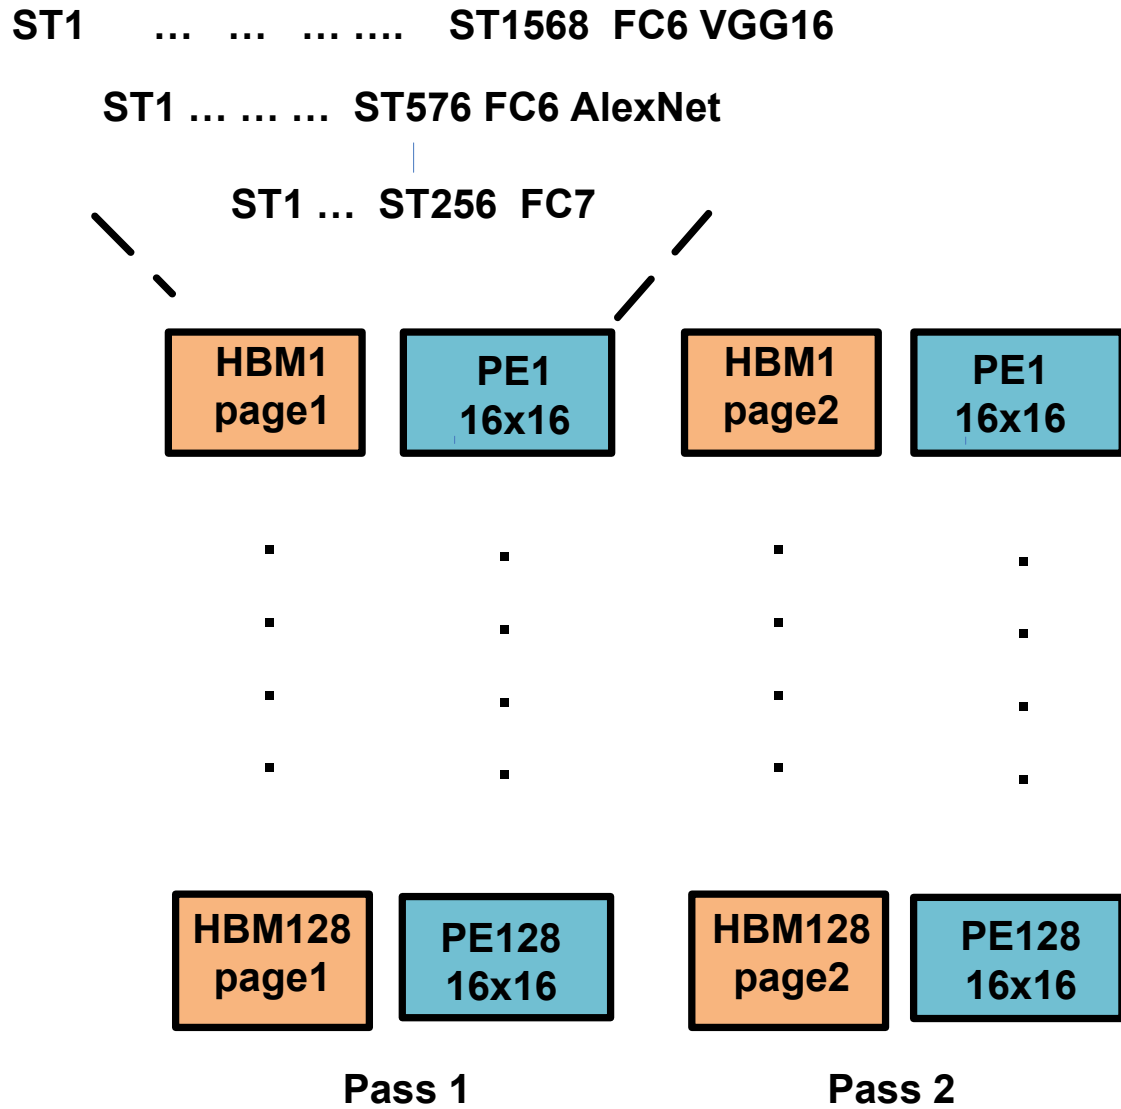 ST1 … … … …. ST1568 FC6 VGG16
ST1 … … … ST576 FC6 AlexNet
ST1 … ST256 FC7
HBM1
page1
PE1
16x16
HBM1
page2
PE1
16x16
HBM128
page1
PE128
16x16
HBM128
page2
PE128
16x16
Pass 1
Pass 2